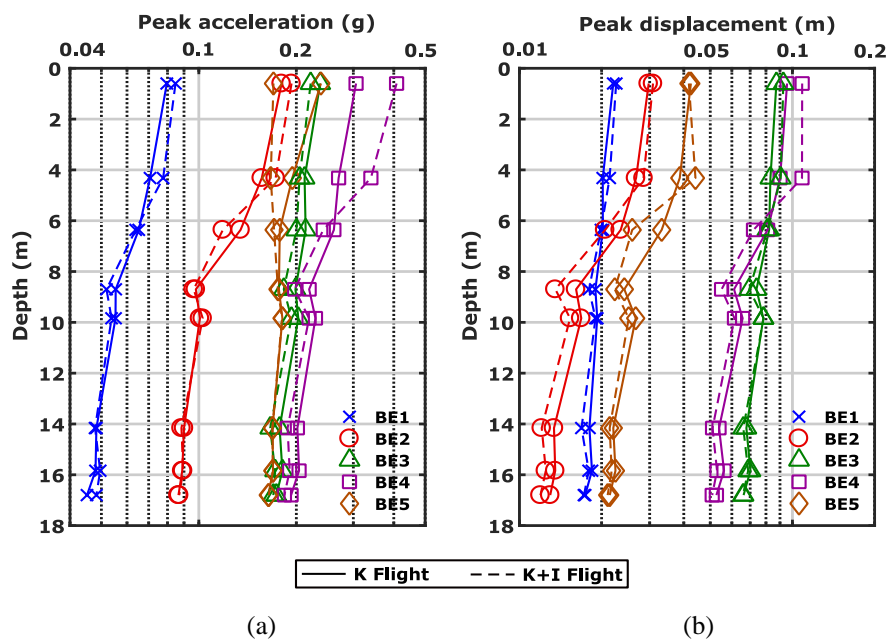 Peak acceleration (g)
0.04 0.1 0.2 0.5
Depth (m)
0
2
4
6
8
10
12
14
16
18
BE1
BE2
BE3
BE4
BE5
Peak displacement (m)
0.01 0.05 0.1 0.2
Depth (m)
0
2
4
6
8
10
12
14
16
18
BE1
BE2
BE3
BE4
BE5
K Flight K+I Flight
(a) (b)